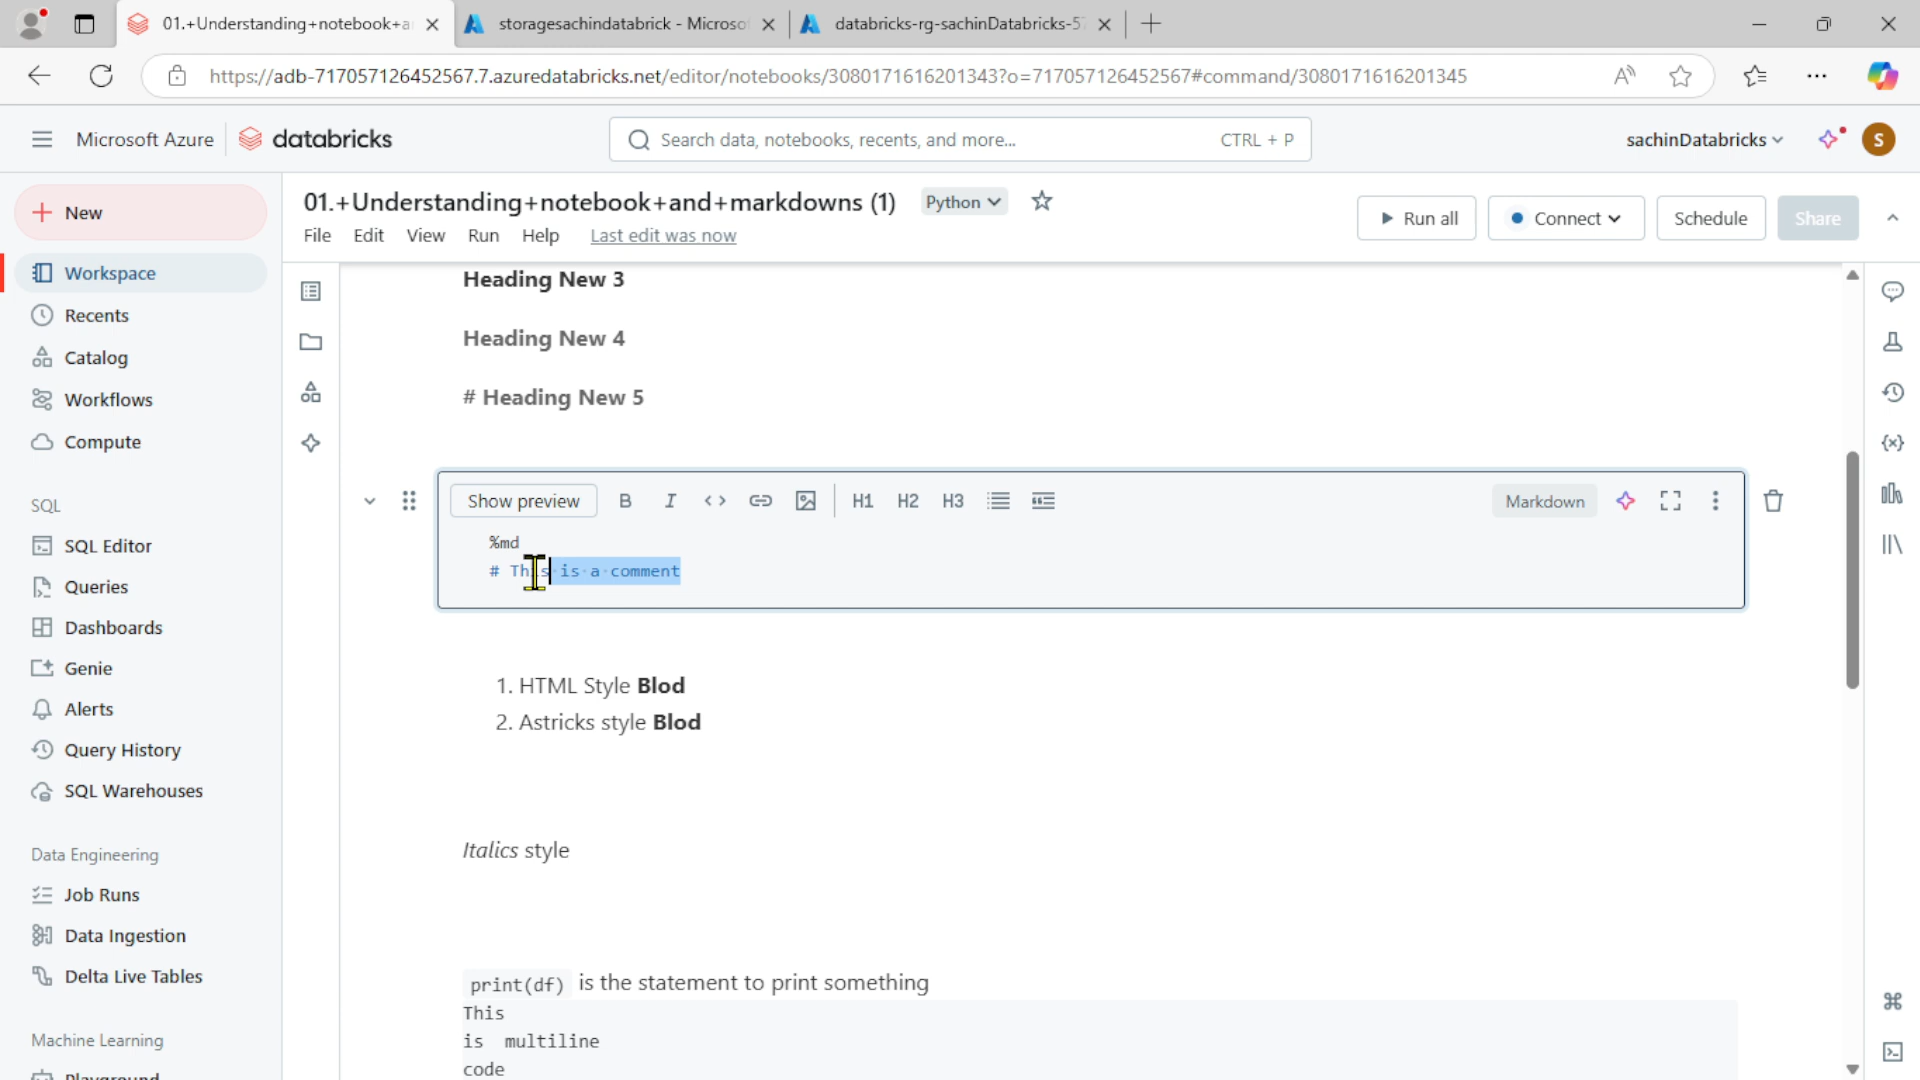 01.+Understanding+notebook+a
storagesachindatabrick - Microso
databricks-rg-sachinDatabricks-5
https://adb-717057126452567.7.azuredatabricks.net/editor/notebooks/3080171616201343?o=717057126452567#command/3080171616201345
Microsoft Azure
databricks
Search data, notebooks, recents, and more...
CTRL + P
sachinDatabricks
S
New
01.+Understanding+notebook+and+markdowns (1)
Python
File Edit View Run Help Last edit was now
Run all
Connect
Schedule
Share
Workspace
Recents
Catalog
Workflows
Compute
SQL
SQL Editor
Queries
Dashboards
Genie
Alerts
Query History
SQL Warehouses
Data Engineering
Job Runs
Data Ingestion
Delta Live Tables
Machine Learning
Playground
Heading New 3
Heading New 4
# Heading New 5
Show preview B I H1 H2 H3 Markdown
%md
# This is a comment
1. HTML Style Blod
2. Astricks style Blod
Italics style
print(df) is the statement to print something
This
is multiline
code